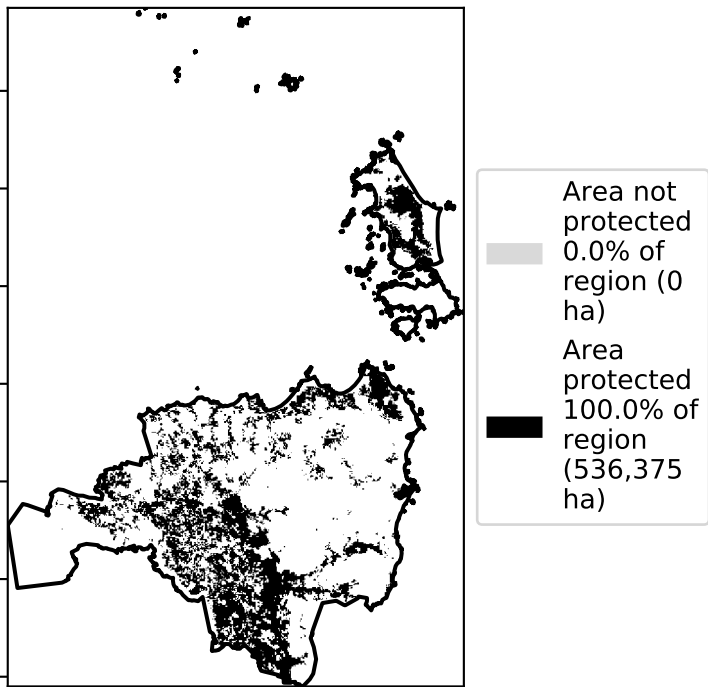 Area not
protected
0.0% of
region (0
ha)
Area
protected
100.0% of
region
(536,375
ha)